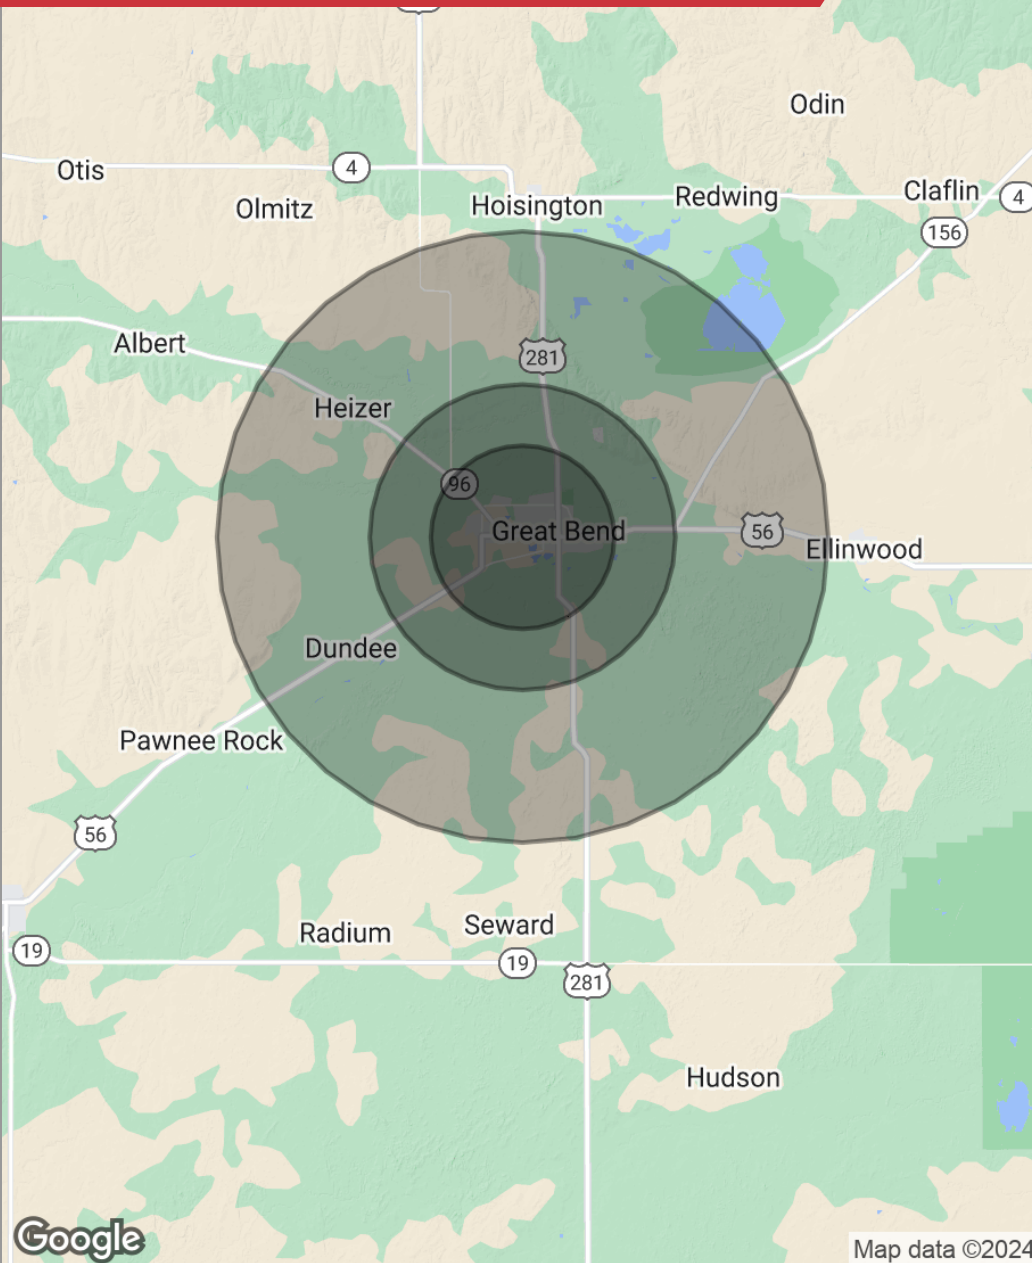 Odin
Otis
4
Olmitz
Hoisington
Redwing
Claflin
4
156
Albert
281
Heizer
96
Great Bend
56
Ellinwood
Dundee
Pawnee Rock
56
Radium
Seward
19
19
281
Hudson
Google
Map data ©2024